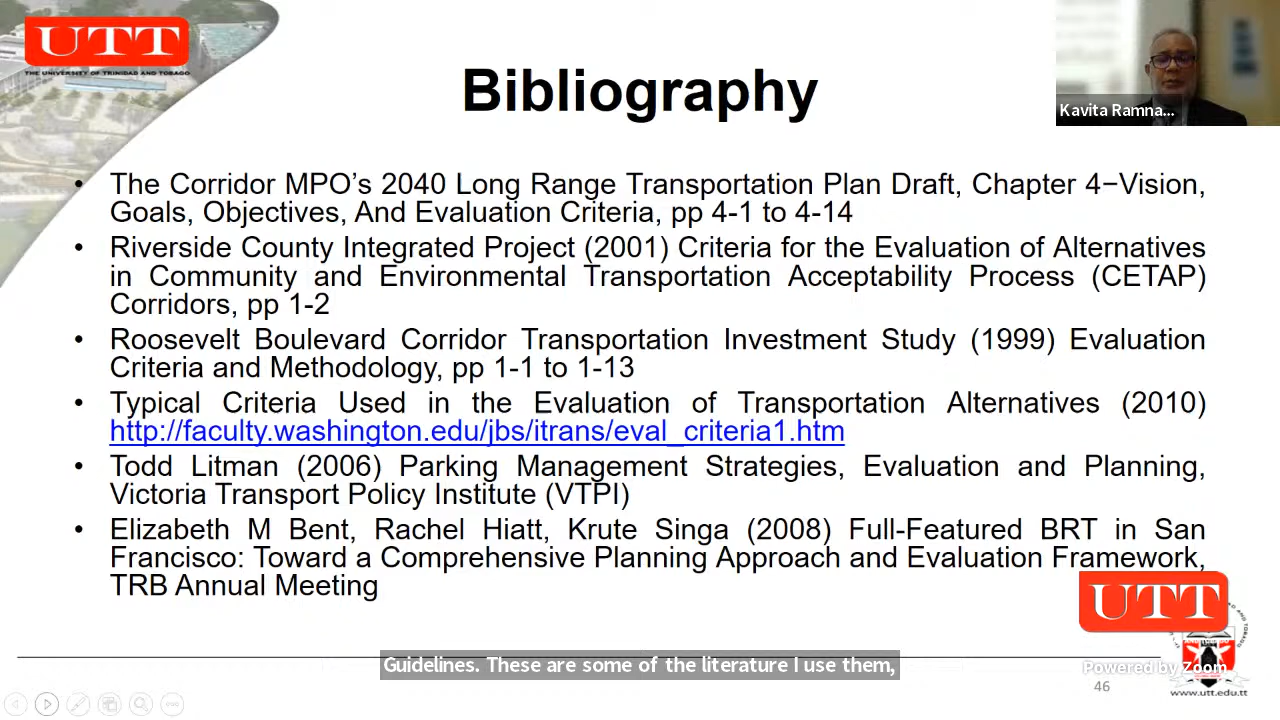 UTT
THE UNIVERSITY OF TRINIDAD AND TOBAGO
Bibliography
Kavita Ramna...
• The Corridor MPO’s 2040 Long Range Transportation Plan Draft, Chapter 4−Vision,
Goals, Objectives, And Evaluation Criteria, pp 4-1 to 4-14
• Riverside County Integrated Project (2001) Criteria for the Evaluation of Alternatives
in Community and Environmental Transportation Acceptability Process (CETAP)
Corridors, pp 1-2
• Roosevelt Boulevard Corridor Transportation Investment Study (1999) Evaluation
Criteria and Methodology, pp 1-1 to 1-13
• Typical Criteria Used in the Evaluation of Transportation Alternatives (2010)
http://faculty.washington.edu/jbs/itrans/eval_criteria1.htm
• Todd Litman (2006) Parking Management Strategies, Evaluation and Planning,
Victoria Transport Policy Institute (VTPI)
• Elizabeth M Bent, Rachel Hiatt, Krute Singa (2008) Full-Featured BRT in San
Francisco: Toward a Comprehensive Planning Approach and Evaluation Framework,
TRB Annual Meeting
UTT
Guidelines. These are some of the literature I use them,
Powered by Zoom
46
www.utt.edu.tt